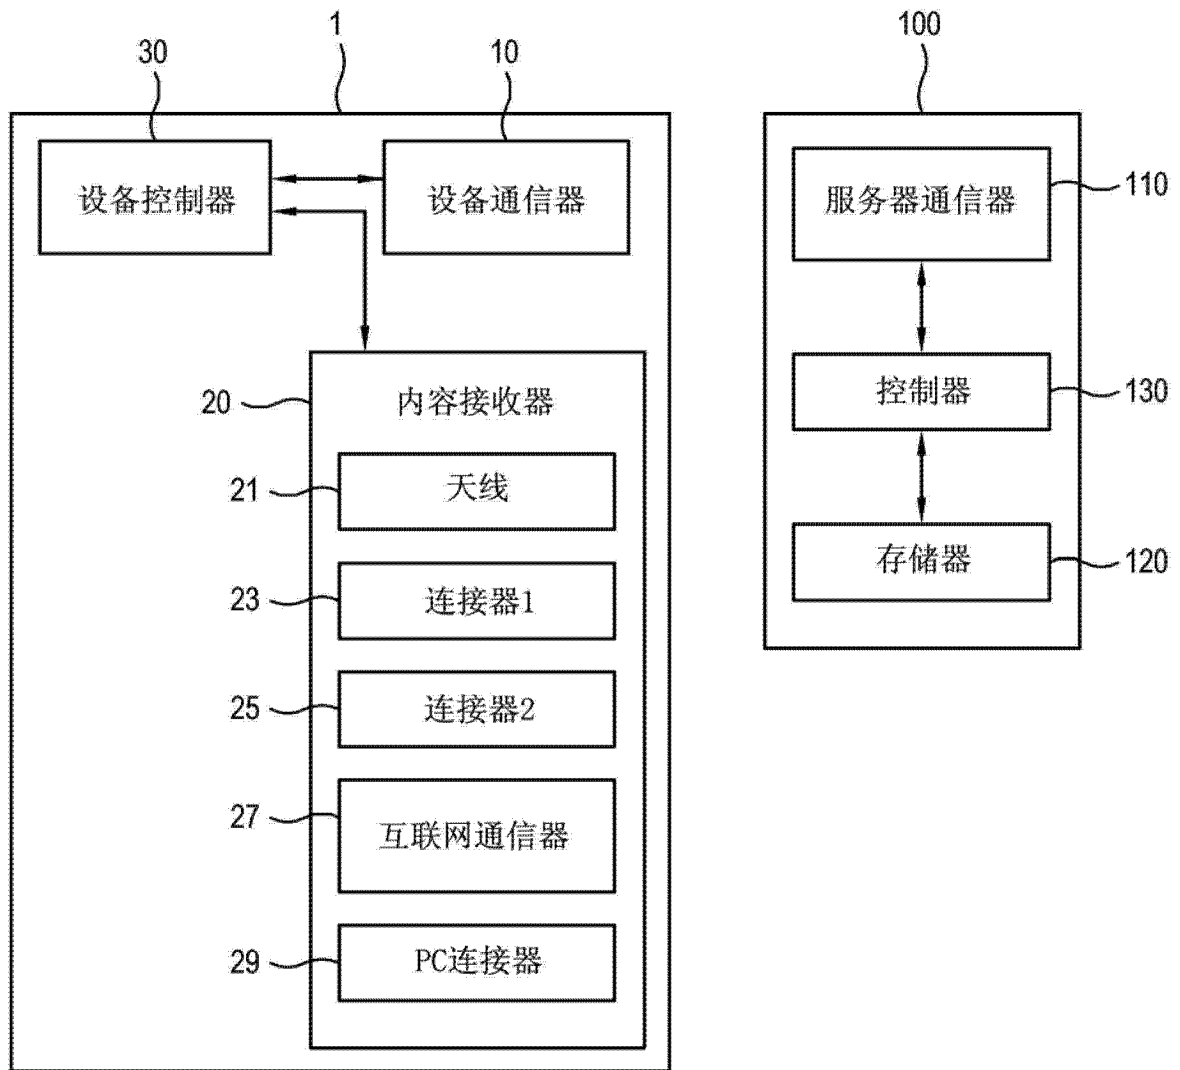 30
1
10
100
设备控制器
设备通信器
服务器通信器
110
20
内容接收器
控制器
130
21
天线
存储器
120
23
连接器1
25
连接器2
27
互联网通信器
29
PC连接器